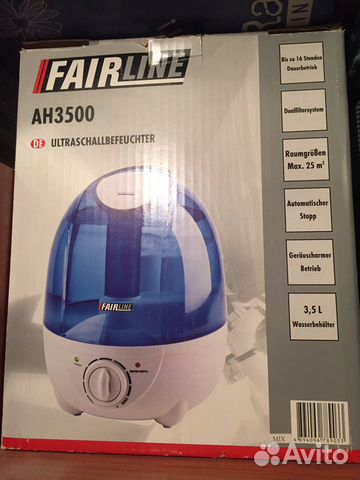 FAIRLINE
AH3500
DE ULTRASCHALLBEFEUCHTER
Bis zu 16 Stunden
Dauerbetrieb
Dualfiltersystem
Raumgrößen
Max. 25 m²
Automatischer
Stopp
Geräuscharmer
Betrieb
3,5 L
Wasserbehälter
FAIRLINE
MIX
Avito